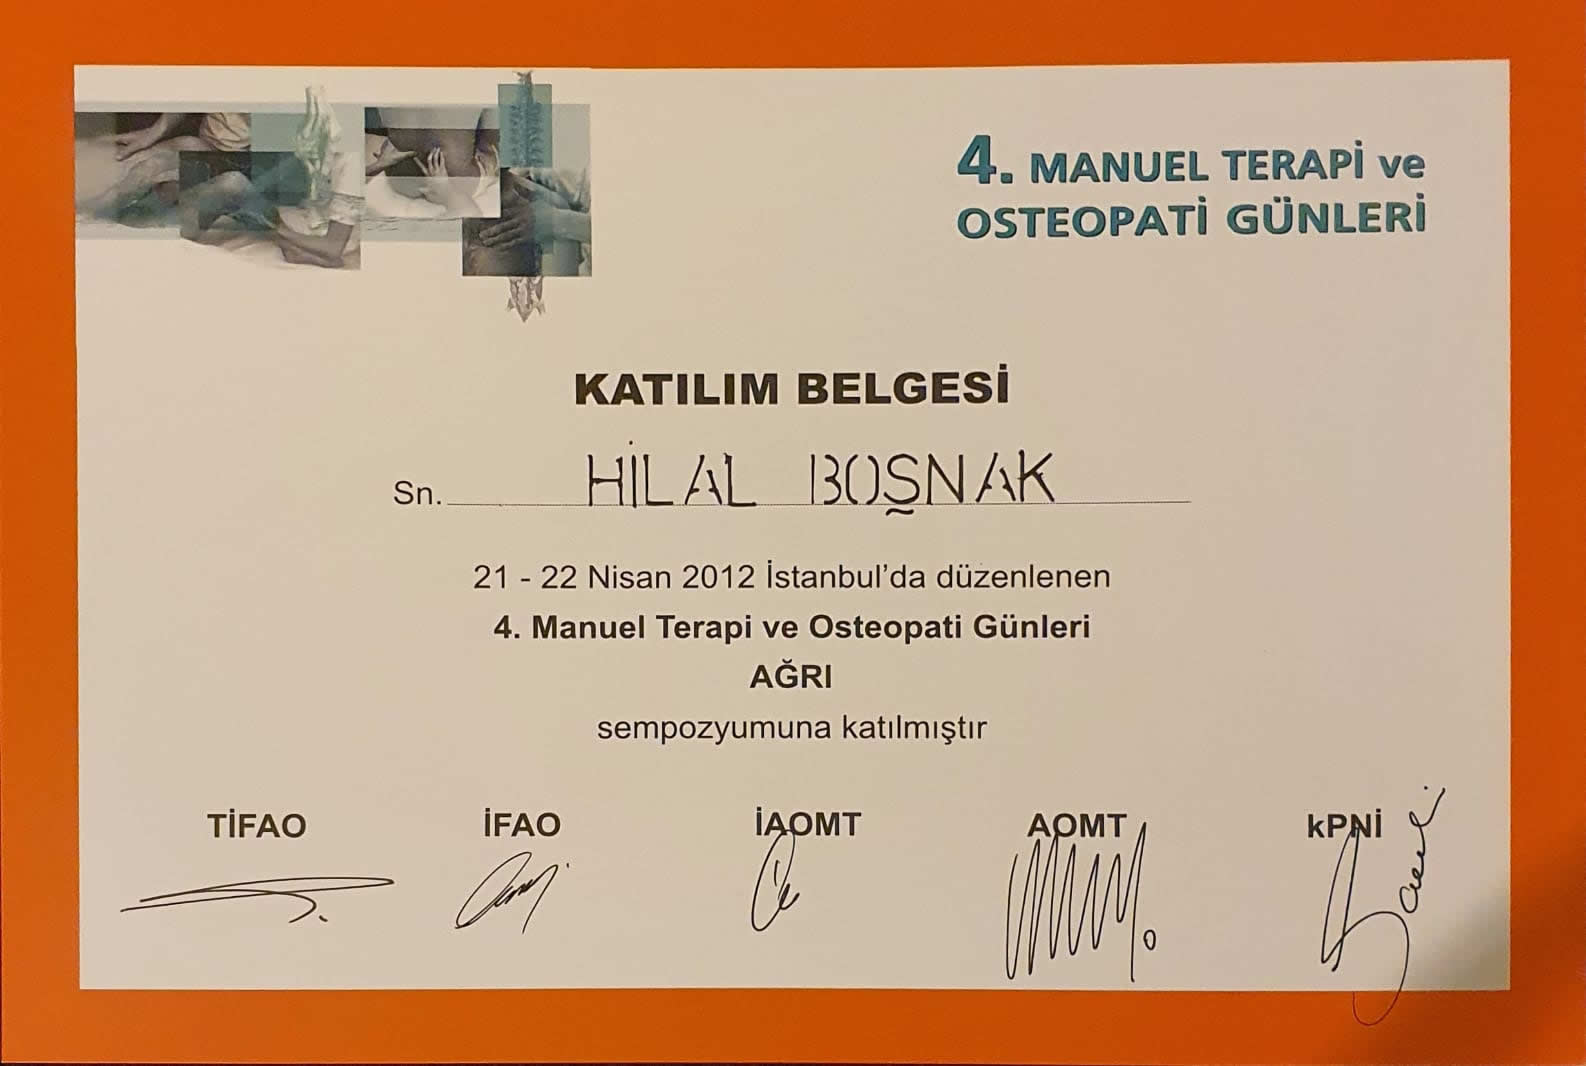 4. MANUEL TERAPİ ve
OSTEOPATİ GÜNLERİ
KATILIM BELGESİ
Sn. HİLAL BOŞNAK
21 - 22 Nisan 2012 İstanbul'da düzenlenen
4. Manuel Terapi ve Osteopati Günleri
AĞRI
sempozyumuna katılmıştır
TİFAO İFAO İAOMT AOMT kPNİ